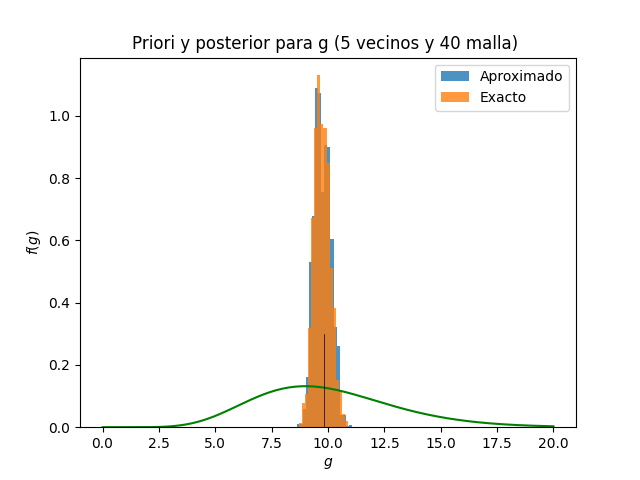 Priori y posterior para g (5 vecinos y 40 malla)
Aproximado
Exacto
f(g)
1.0
0.8
0.6
0.4
0.2
0.0
0.0 2.5 5.0 7.5 10.0 12.5 15.0 17.5 20.0
g